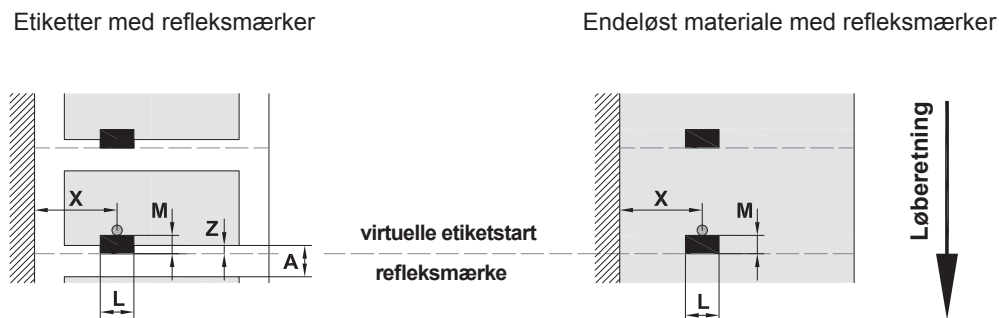 Etiketter med refleksmærker
Endeløst materiale med refleksmærker
X
M
Z
A
L
virtuelle etiketstart
refleksmærke
X
M
L
Løberetning